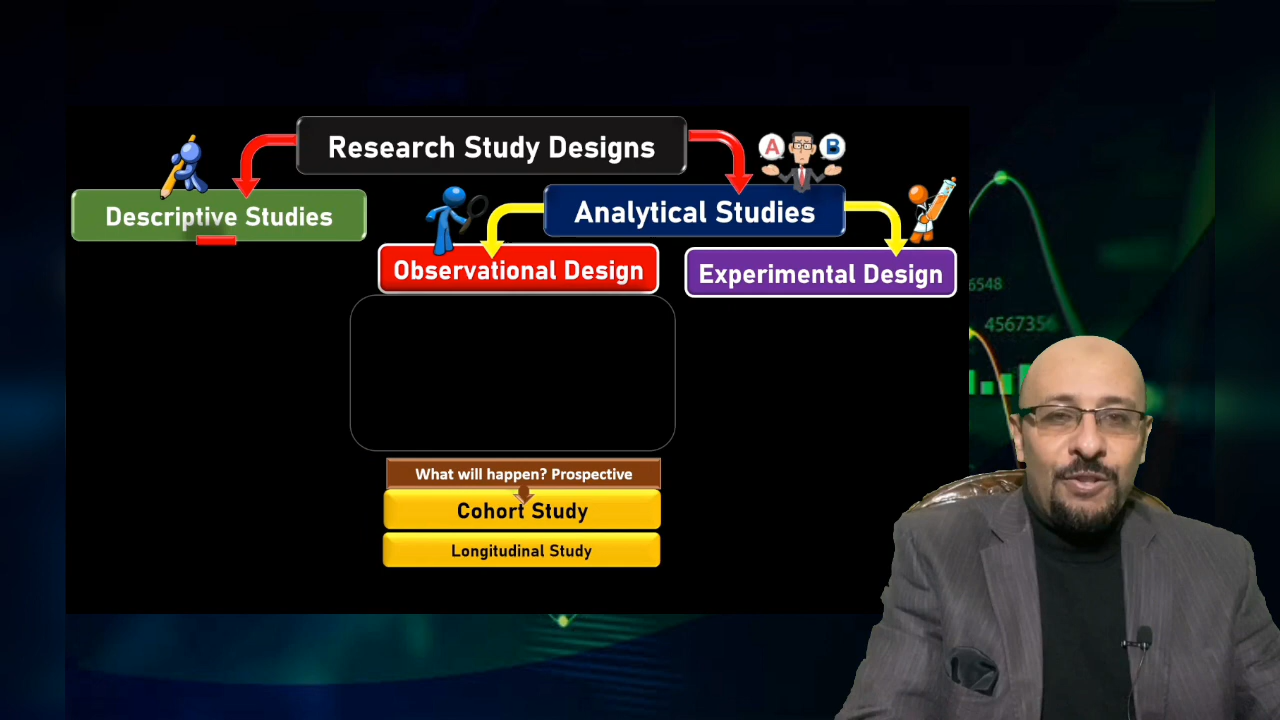 Research Study Designs
A
B
Descriptive Studies
Analytical Studies
Observational Design
Experimental Design
6548
What will happen? Prospective
Cohort Study
Longitudinal Study